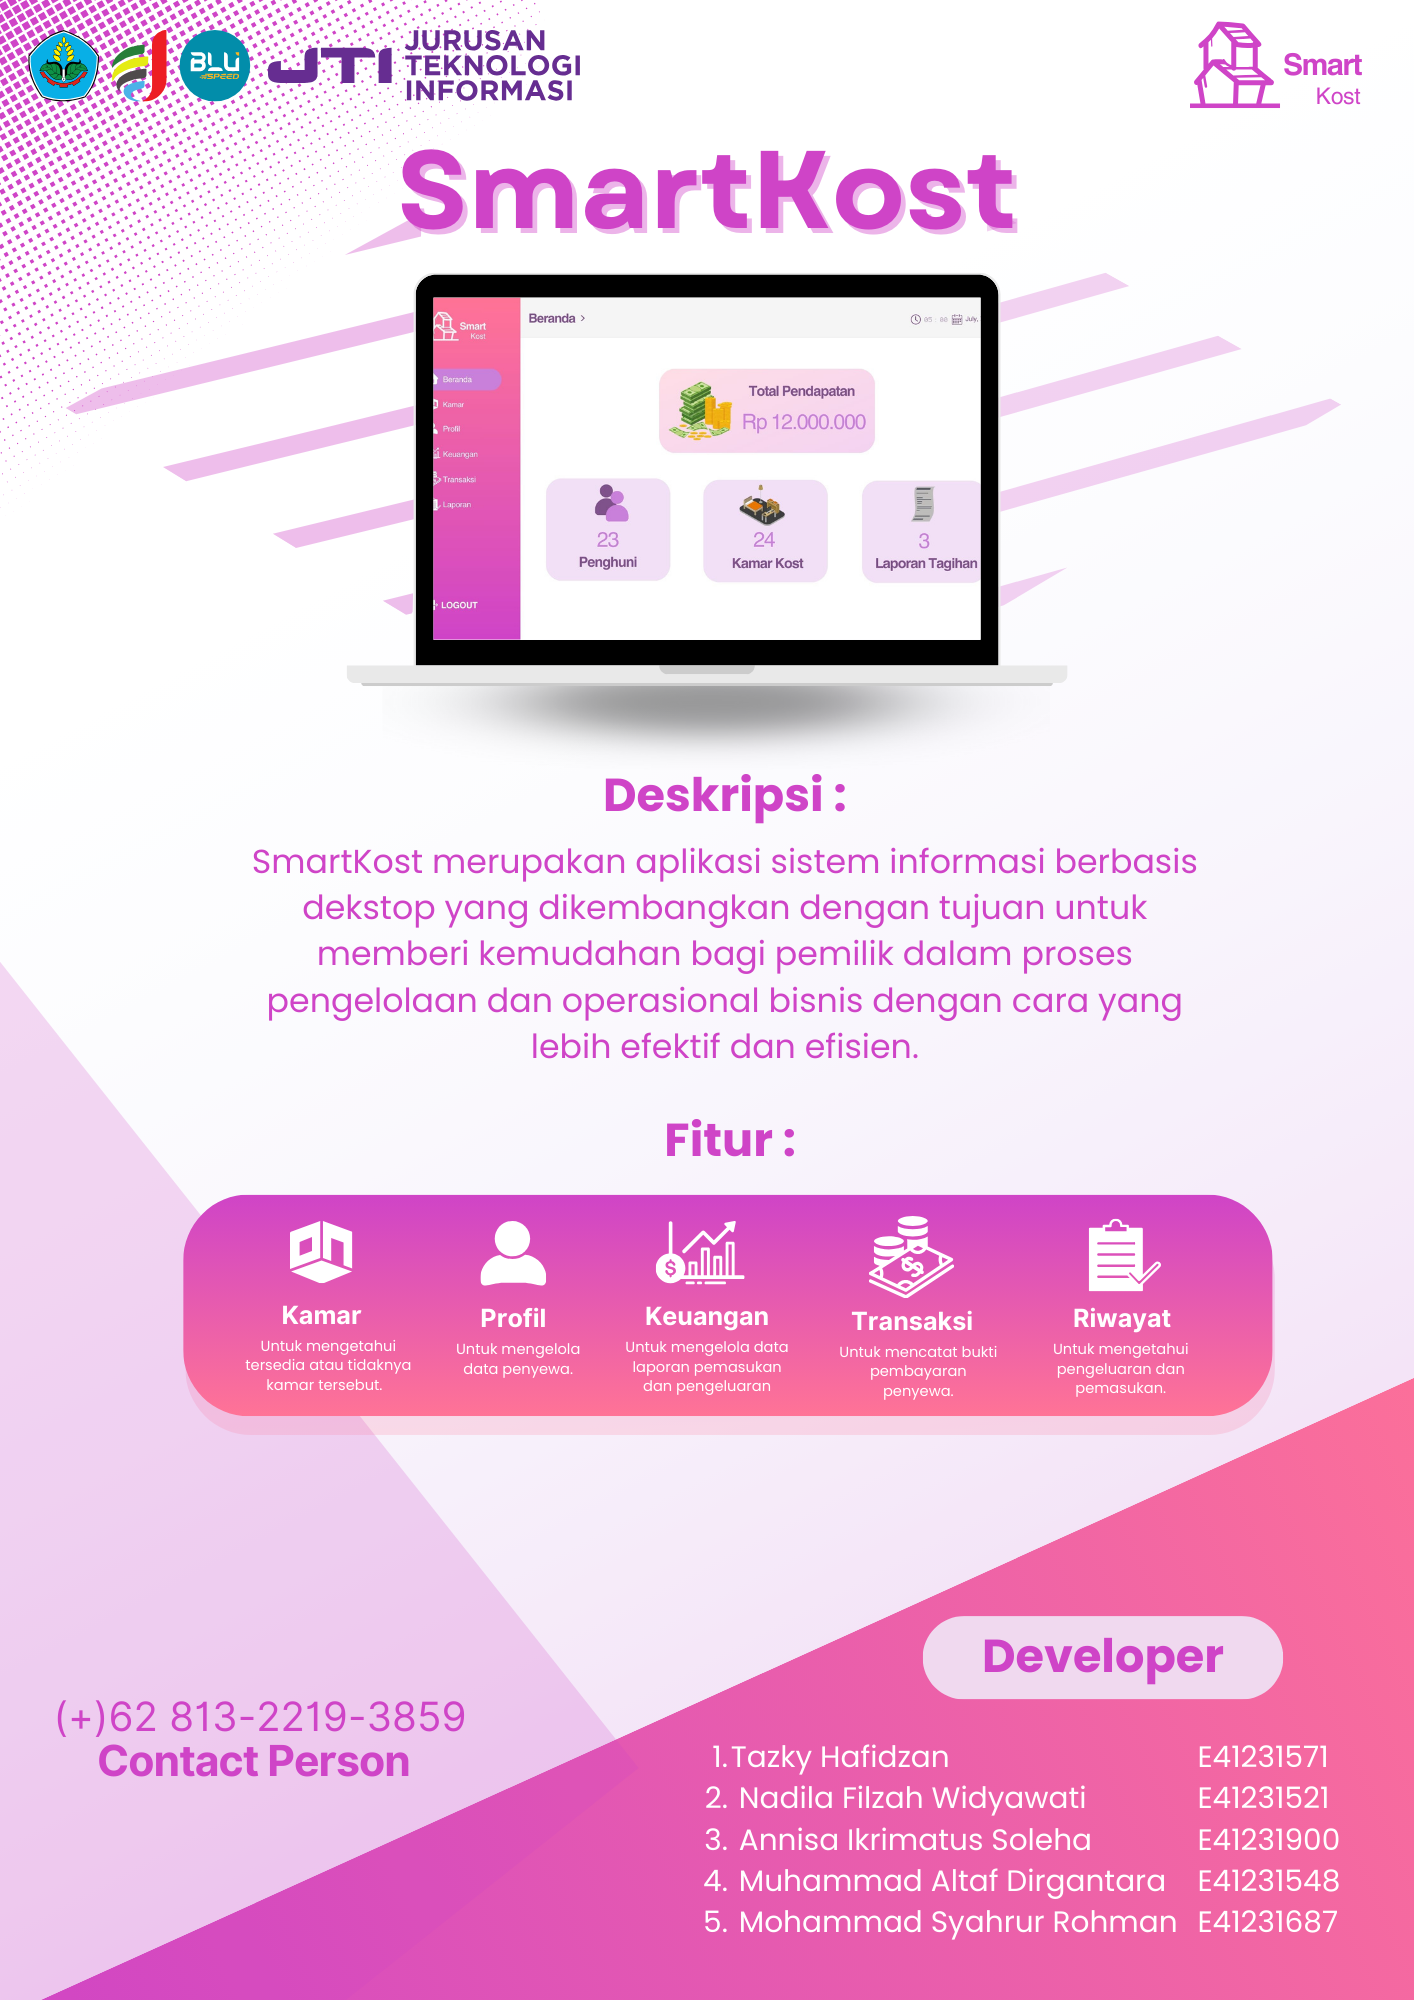 BLU
SPEED
JTI
JURUSAN
TEKNOLOGI
INFORMASI
Smart
Kost
SmartKost
Smart
Kost
Beranda >
05 : 00
July,
Beranda
Kamar
Profil
Keuangan
Transaksi
Laporan
LOGOUT
Total Pendapatan
Rp 12.000.000
23
Penghuni
24
Kamar Kost
3
Laporan Tagihan
Deskripsi :
SmartKost merupakan aplikasi sistem informasi berbasis
dekstop yang dikembangkan dengan tujuan untuk
memberi kemudahan bagi pemilik dalam proses
pengelolaan dan operasional bisnis dengan cara yang
lebih efektif dan efisien.
Fitur :
Kamar
Untuk mengetahui
tersedia atau tidaknya
kamar tersebut.
Profil
Untuk mengelola
data penyewa.
Keuangan
Untuk mengelola data
laporan pemasukan
dan pengeluaran
Transaksi
Untuk mencatat bukti
pembayaran
penyewa.
Riwayat
Untuk mengetahui
pengeluaran dan
pemasukan.
(+)62 813-2219-3859
Contact Person
Developer
1. Tazky Hafidzan E41231571
2. Nadila Filzah Widyawati E41231521
3. Annisa Ikrimatus Soleha E41231900
4. Muhammad Altaf Dirgantara E41231548
5. Mohammad Syahrur Rohman E41231687